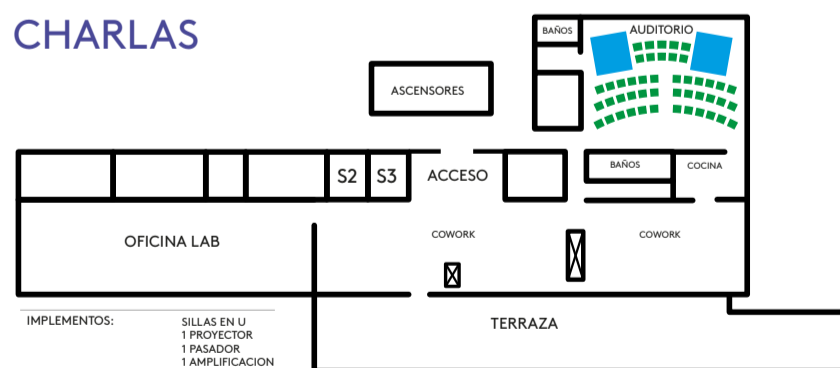 CHARLAS
BAÑOS
AUDITORIO
ASCENSORES
S2
S3
ACCESO
BAÑOS
COCINA
OFICINA LAB
COWORK
COWORK
IMPLEMENTOS:
SILLAS EN U
1 PROYECTOR
1 PASADOR
1 AMPLIFICACION
TERRAZA